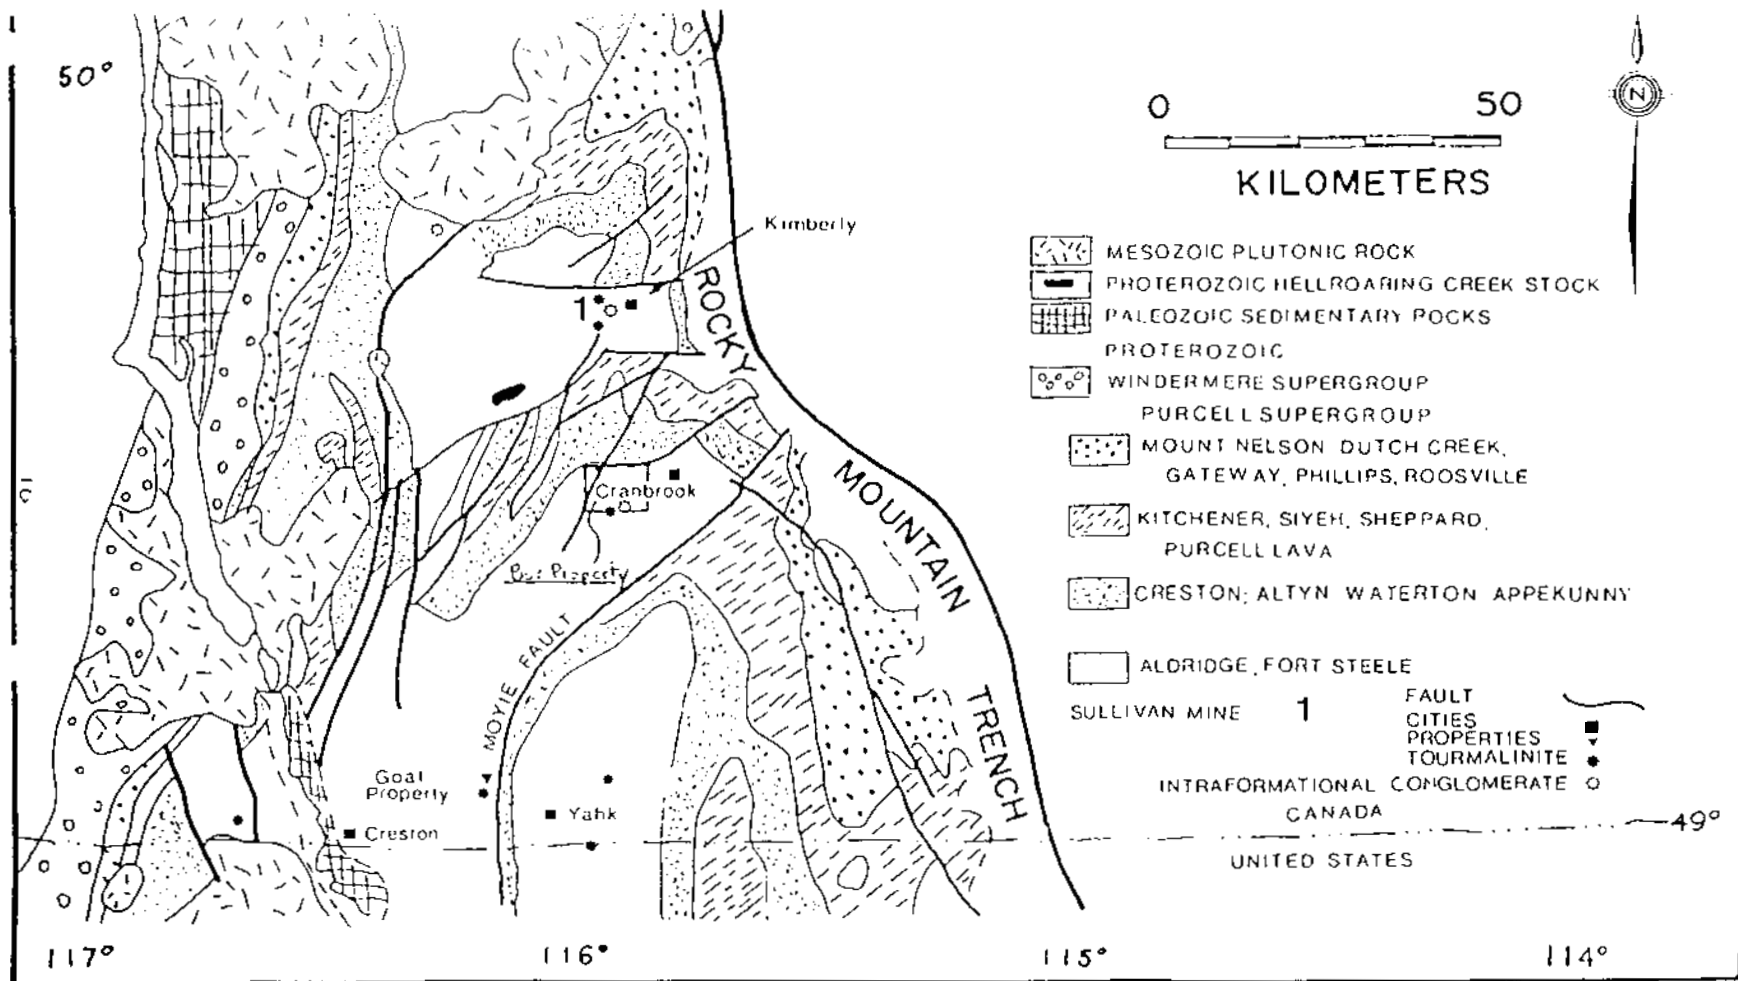 50°
0 50
N
KILOMETERS
Kimberly
MESOZOIC PLUTONIC ROCK
PROTEROZOIC HELLROARING CREEK STOCK
PALEOZOIC SEDIMENTARY ROCKS
PROTEROZOIC
WINDERMERE SUPERGROUP
PURCELL SUPERGROUP
MOUNT NELSON DUTCH CREEK,
GATEWAY, PHILLIPS, ROOSVILLE
KITCHENER, SIYEH, SHEPPARD,
PURCELL LAVA
CRESTON; ALTYN WATERTON APPEKUNNY
ALDRIDGE, FORT STEELE
SULLIVAN MINE 1
FAULT
CITIES
PROPERTIES
TOURMALINITE
INTRAFORMATIONAL CONGLOMERATE
CANADA
49°
UNITED STATES
1
ROCKY
MOUNTAIN
TRENCH
Cranbrook
Property
MOYIE FAULT
Goat
Property
Yahk
Creston
117° 116° 115° 114°